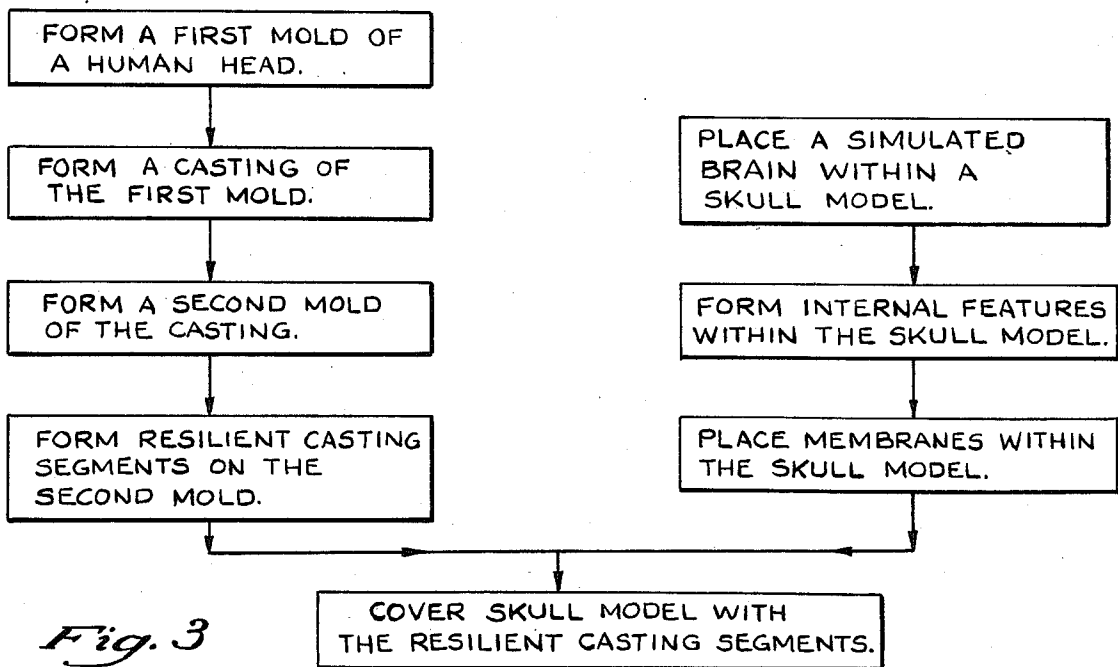 FORM A FIRST MOLD OF
A HUMAN HEAD.
FORM A CASTING OF
THE FIRST MOLD.
FORM A SECOND MOLD
OF THE CASTING.
FORM RESILIENT CASTING
SEGMENTS ON THE
SECOND MOLD.
PLACE A SIMULATED
BRAIN WITHIN A
SKULL MODEL.
FORM INTERNAL FEATURES
WITHIN THE SKULL MODEL.
PLACE MEMBRANES WITHIN
THE SKULL MODEL.
COVER SKULL MODEL WITH
THE RESILIENT CASTING SEGMENTS.
Fig. 3